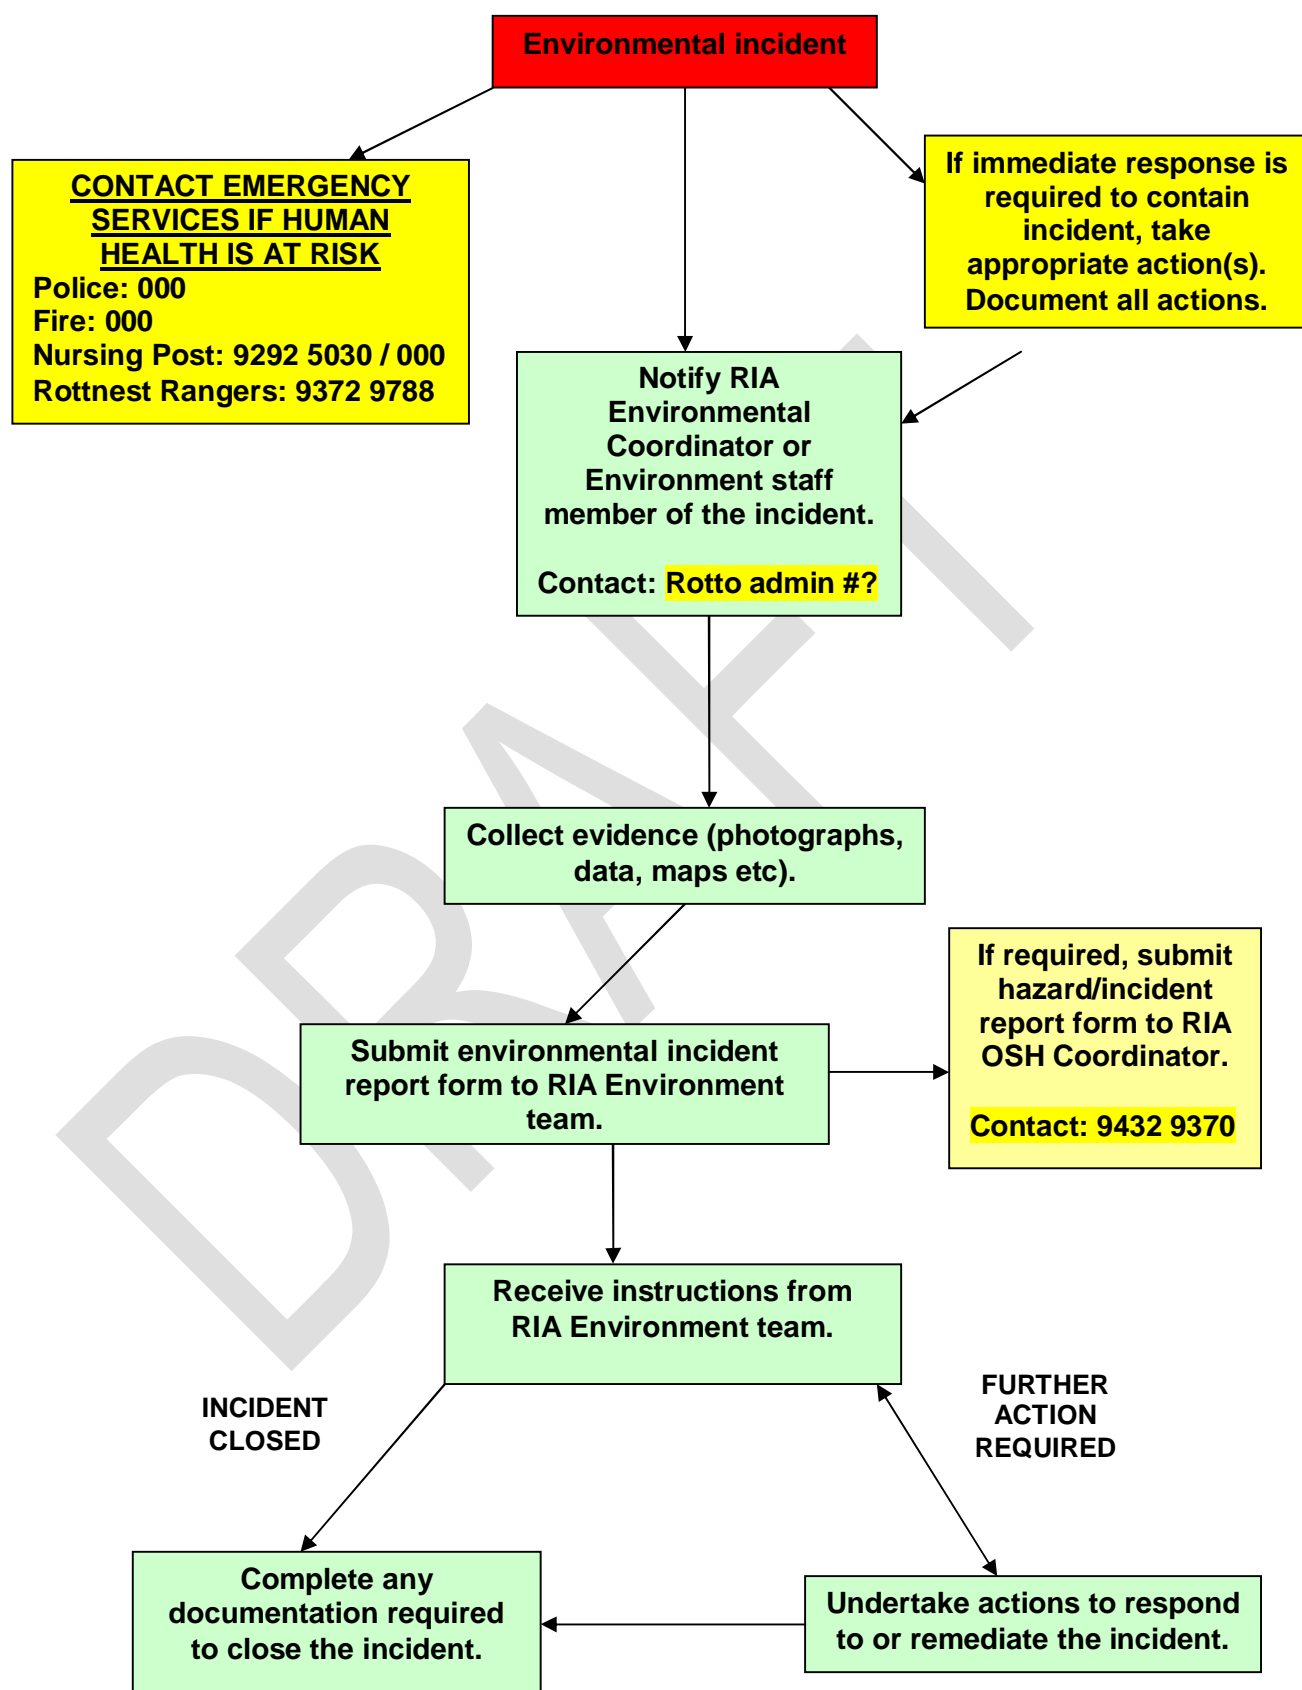 Environmental incident
CONTACT EMERGENCY
SERVICES IF HUMAN
HEALTH IS AT RISK
Police: 000
Fire: 000
Nursing Post: 9292 5030 / 000
Rottnest Rangers: 9372 9788
If immediate response is
required to contain
incident, take
appropriate action(s).
Document all actions.
Notify RIA
Environmental
Coordinator or
Environment staff
member of the incident.
Contact: Rotto admin #?
Collect evidence (photographs,
data, maps etc).
Submit environmental incident
report form to RIA Environment
team.
If required, submit
hazard/incident
report form to RIA
OSH Coordinator.
Contact: 9432 9370
Receive instructions from
RIA Environment team.
INCIDENT
CLOSED
FURTHER
ACTION
REQUIRED
Complete any
documentation required
to close the incident.
Undertake actions to respond
to or remediate the incident.
DRAFT